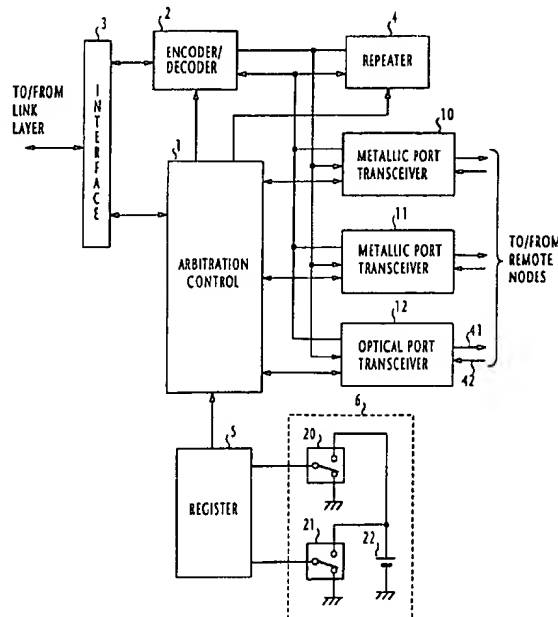 3
2
4
ENCODER/
DECODER
REPEATER
TO/FROM
LINK
LAYER
INTERFACE
1
10
METALLIC PORT
TRANSCEIVER
11
METALLIC PORT
TRANSCEIVER
TO/FROM
REMOTE
NODES
ARBITRATION
CONTROL
12
OPTICAL PORT
TRANSCEIVER
41
42
5
6
REGISTER
20
21
22